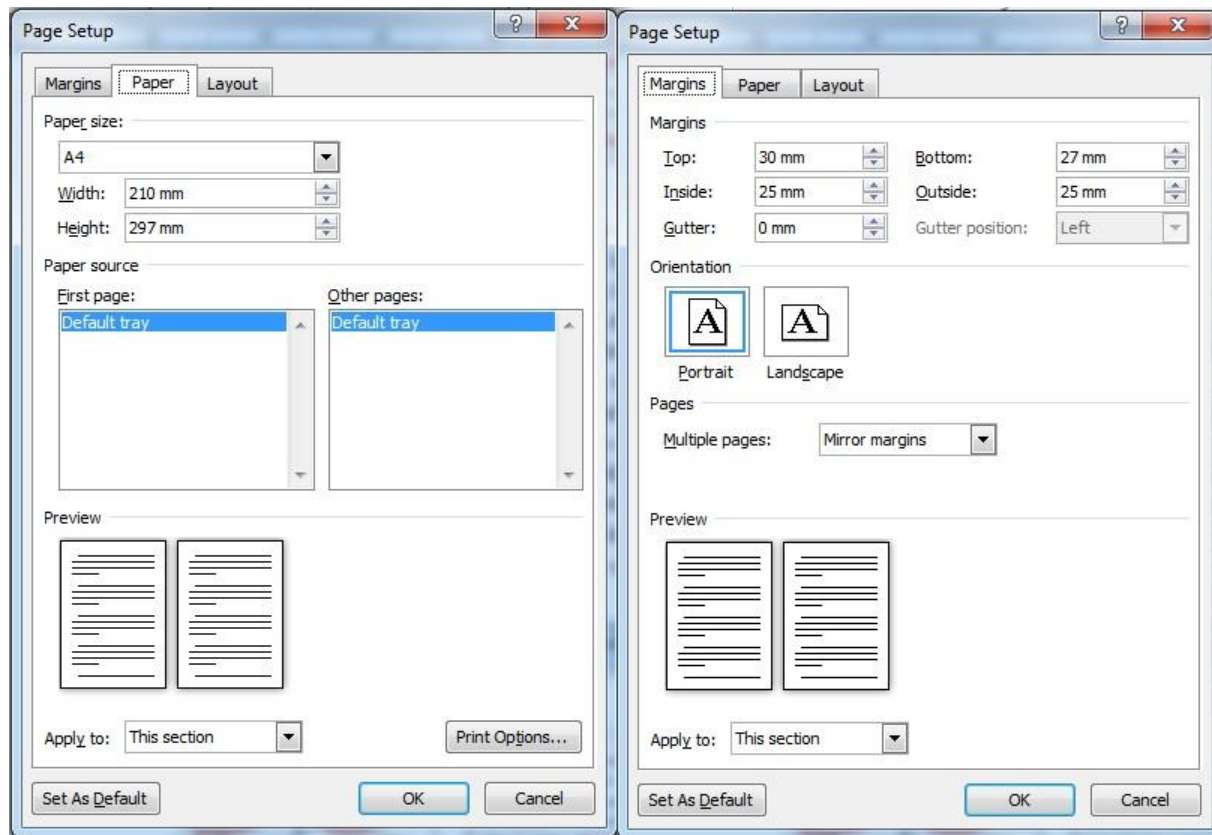 Page Setup
Margins Paper Layout
Paper size:
A4
Width: 210 mm
Height: 297 mm
Paper source
First page: Other pages:
Default tray Default tray
Preview
Apply to: This section Print Options...
Set As Default OK Cancel
Page Setup
Margins Paper Layout
Margins
Top: 30 mm Bottom: 27 mm
Inside: 25 mm Outside: 25 mm
Gutter: 0 mm Gutter position: Left
Orientation
A A
Portrait Landscape
Pages
Multiple pages: Mirror margins
Preview
Apply to: This section
Set As Default OK Cancel